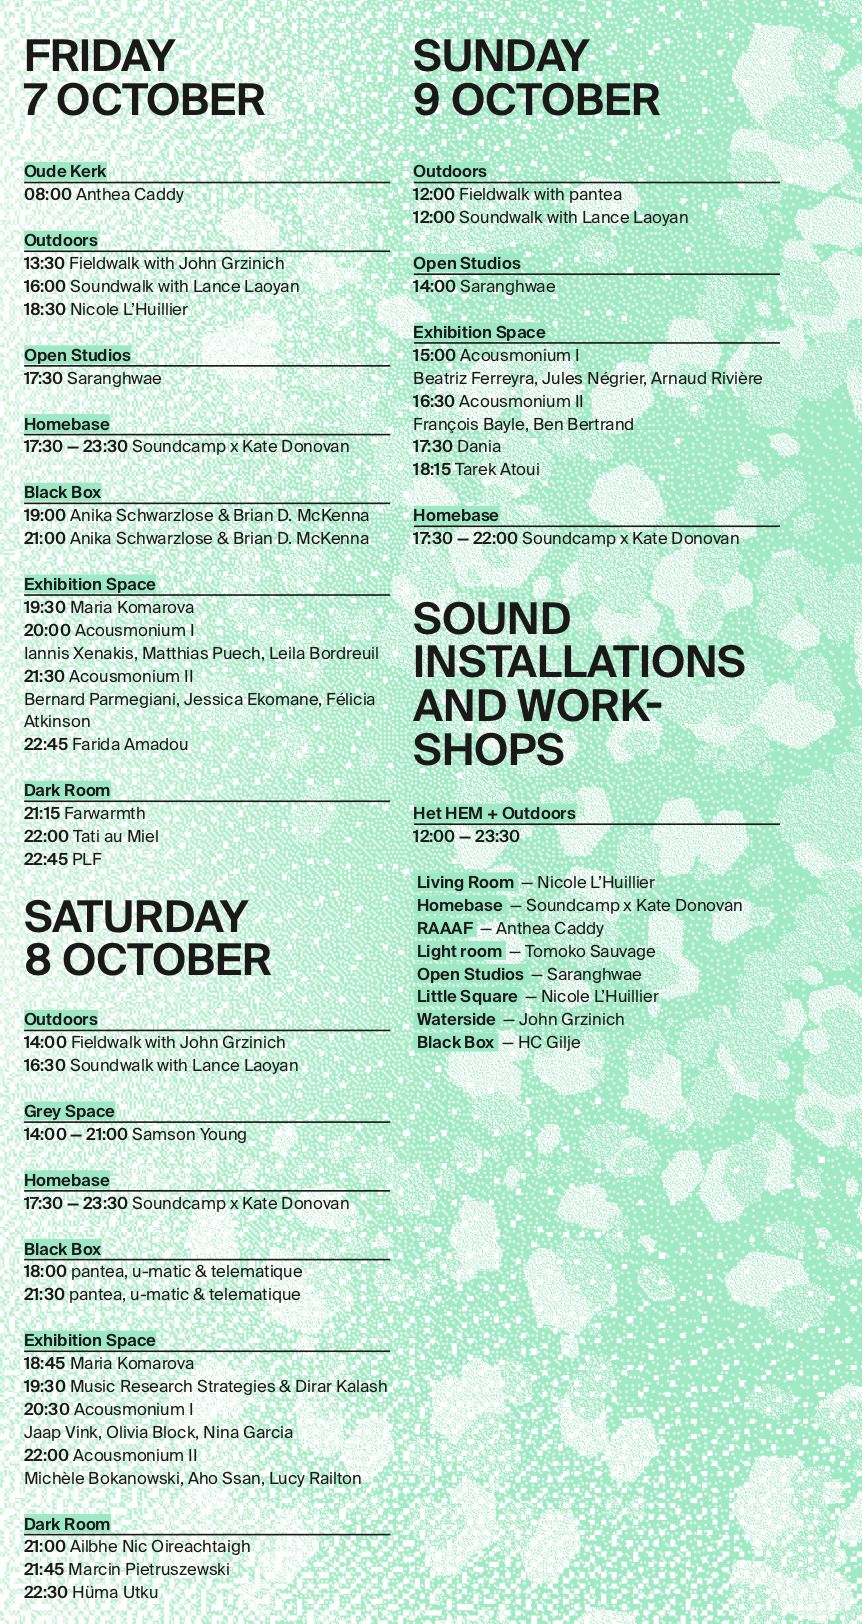 FRIDAY
7 OCTOBER
Oude Kerk
08:00 Anthea Caddy
Outdoors
13:30 Fieldwalk with John Grzinich
16:00 Soundwalk with Lance Laoyan
18:30 Nicole L’Huillier
Open Studios
17:30 Saranghwae
Homebase
17:30 – 23:30 Soundcamp x Kate Donovan
Black Box
19:00 Anika Schwarzlose & Brian D. McKenna
21:00 Anika Schwarzlose & Brian D. McKenna
Exhibition Space
19:30 Maria Komarova
20:00 Acousmonium I
Iannis Xenakis, Matthias Puech, Leila Bordreuil
21:30 Acousmonium II
Bernard Parmegiani, Jessica Ekomane, Félicia
Atkinson
22:45 Farida Amadou
Dark Room
21:15 Farwarmth
22:00 Tati au Miel
22:45 PLF
SATURDAY
8 OCTOBER
Outdoors
14:00 Fieldwalk with John Grzinich
16:30 Soundwalk with Lance Laoyan
Grey Space
14:00 – 21:00 Samson Young
Homebase
17:30 – 23:30 Soundcamp x Kate Donovan
Black Box
18:00 pantea, u-matic & telematique
21:30 pantea, u-matic & telematique
Exhibition Space
18:45 Maria Komarova
19:30 Music Research Strategies & Dirar Kalash
20:30 Acousmonium I
Jaap Vink, Olivia Block, Nina Garcia
22:00 Acousmonium II
Michèle Bokanowski, Aho Ssan, Lucy Railton
Dark Room
21:00 Ailbhe Nic Oireachtaigh
21:45 Marcin Pietruszewski
22:30 Hüma Utku
SUNDAY
9 OCTOBER
Outdoors
12:00 Fieldwalk with pantea
12:00 Soundwalk with Lance Laoyan
Open Studios
14:00 Saranghwae
Exhibition Space
15:00 Acousmonium I
Beatriz Ferreyra, Jules Négrier, Arnaud Rivière
16:30 Acousmonium II
François Bayle, Ben Bertrand
17:30 Dania
18:15 Tarek Atoui
Homebase
17:30 – 22:00 Soundcamp x Kate Donovan
SOUND
INSTALLATIONS
AND WORK-
SHOPS
Het HEM + Outdoors
12:00 – 23:30
Living Room – Nicole L’Huillier
Homebase – Soundcamp x Kate Donovan
RAAAF – Anthea Caddy
Light room – Tomoko Sauvage
Open Studios – Saranghwae
Little Square – Nicole L’Huillier
Waterside – John Grzinich
Black Box – HC Gilje